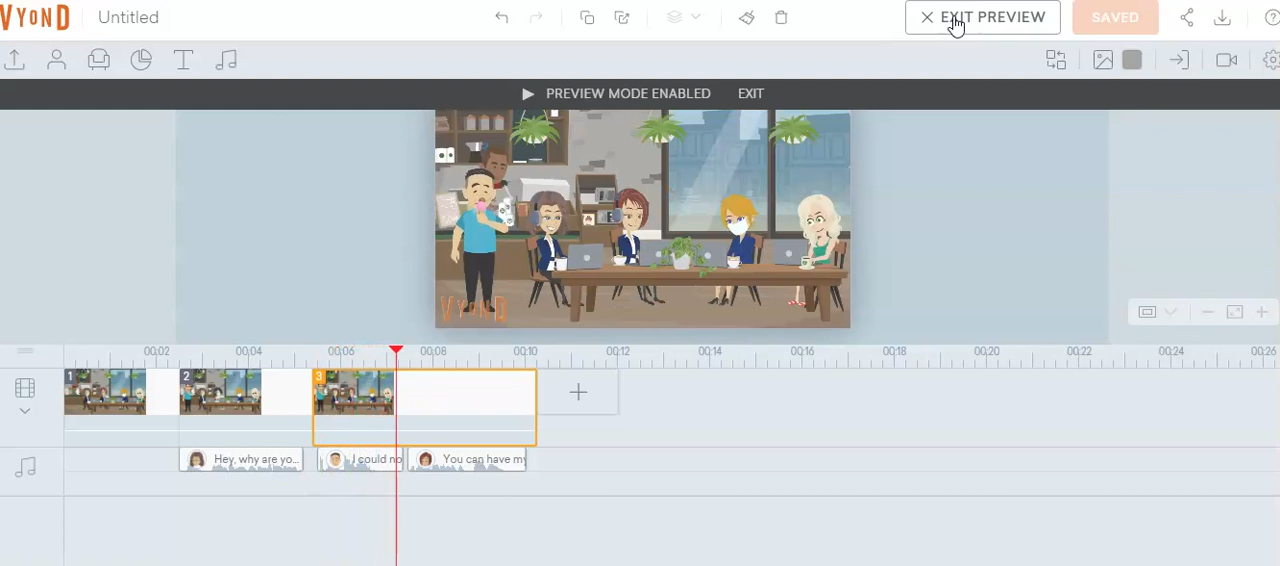 VYOND Untitled EXIT PREVIEW SAVED
PREVIEW MODE ENABLED EXIT
VYOND
00:02 00:04 00:06 00:08 00:10 00:12 00:14 00:16 00:18 00:20 00:22 00:24 00:26
1 2 3
Hey, why are yo... I could no You can have my